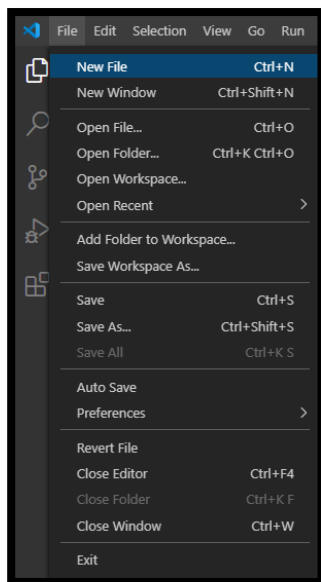 File Edit Selection View Go Run
New File Ctrl+N
New Window Ctrl+Shift+N
Open File... Ctrl+O
Open Folder... Ctrl+K Ctrl+O
Open Workspace...
Open Recent
Add Folder to Workspace...
Save Workspace As...
Save Ctrl+S
Save As... Ctrl+Shift+S
Save All Ctrl+K S
Auto Save
Preferences
Revert File
Close Editor Ctrl+F4
Close Folder Ctrl+K F
Close Window Ctrl+W
Exit